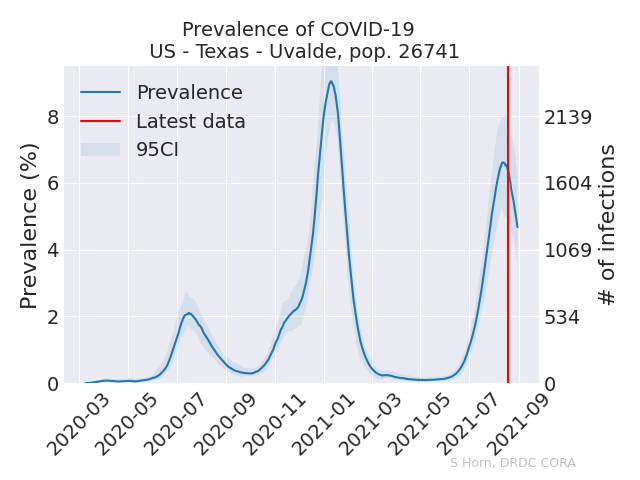 Prevalence of COVID-19
US - Texas - Uvalde, pop. 26741
Prevalence
Latest data
95CI
Prevalence (%)
8
6
4
2
0
2139
1604
1069
534
0
# of infections
2020-03
2020-05
2020-07
2020-09
2020-11
2021-01
2021-03
2021-05
2021-07
2021-09
S Horn, DRDC CORA